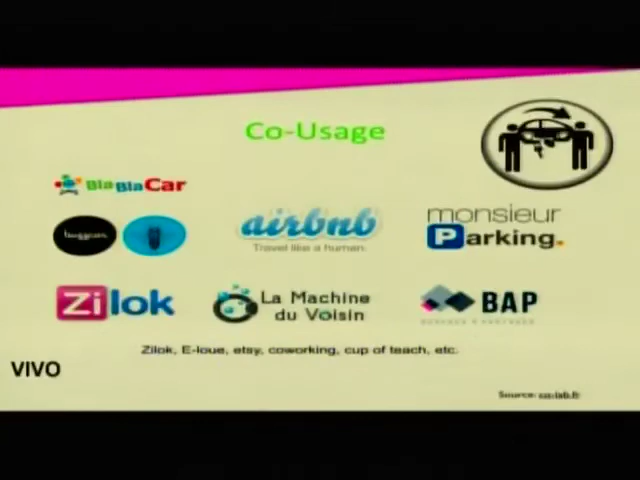 Co-Usage
BlaBlaCar
airbnb
Travel like a human.
monsieur
Parking.
Zilok
La Machine
du Voisin
BAP
Zilok, E-loue, etsy, coworking, cup of teach, etc.
VIVO
Source: